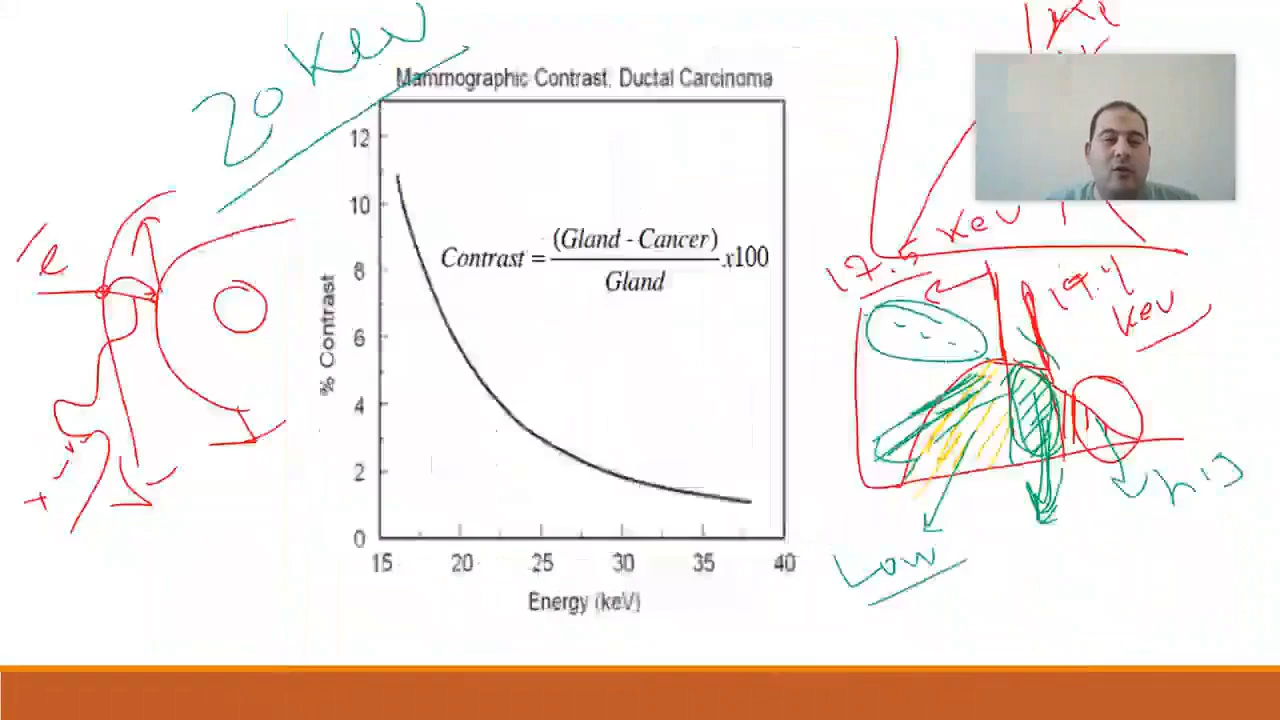 20 Kev
Mammographic Contrast, Ductal Carcinoma
12
10
8
6
4
2
0
% Contrast
Contrast = (Gland - Cancer) x100
Gland
15 20 25 30 35 40
Energy (keV)
Kev
17.5
19.4
Kev
Low